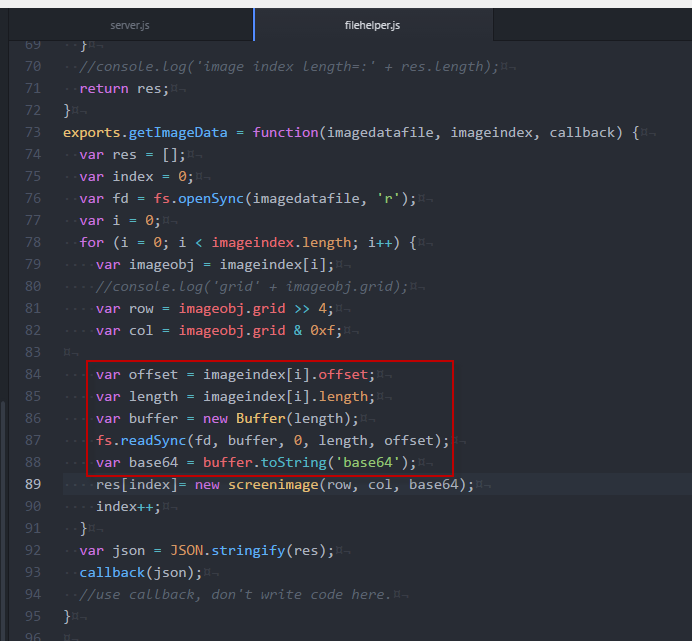 server.js
filehelper.js
69 }
70 //console.log('image index length=:' + res.length);
71 return res;
72 }
73 exports.getImageData = function(imagedatafile, imageindex, callback) {
74 var res = [];
75 var index = 0;
76 var fd = fs.openSync(imagedatafile, 'r');
77 var i = 0;
78 for (i = 0; i < imageindex.length; i++) {
79 var imageobj = imageindex[i];
80 //console.log('grid' + imageobj.grid);
81 var row = imageobj.grid >> 4;
82 var col = imageobj.grid & 0xf;
83
84 var offset = imageindex[i].offset;
85 var length = imageindex[i].length;
86 var buffer = new Buffer(length);
87 fs.readSync(fd, buffer, 0, length, offset);
88 var base64 = buffer.toString('base64');
89 res[index]= new screenimage(row, col, base64);
90 index++;
91 }
92 var json = JSON.stringify(res);
93 callback(json);
94 //use callback, don't write code here.
95 }
96